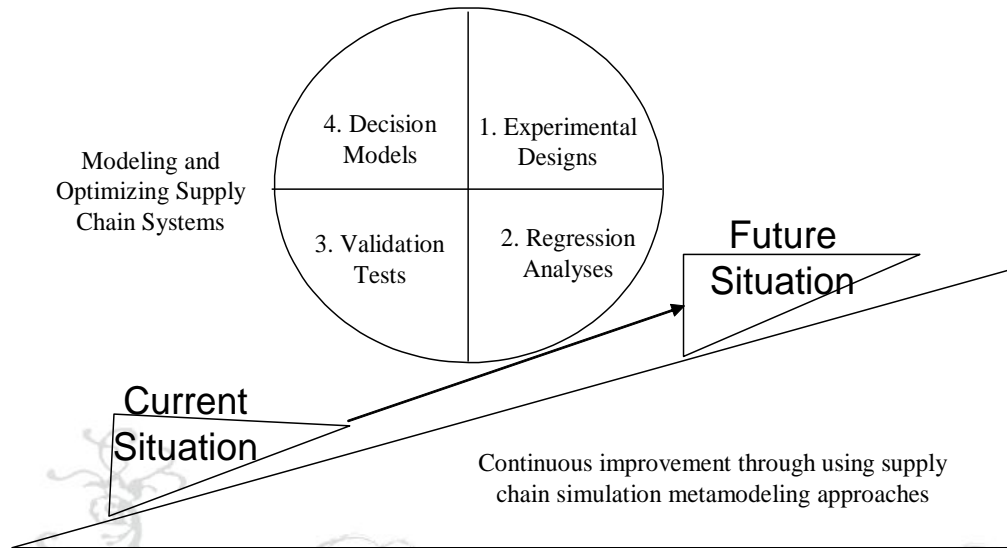 4. Decision
Models
1. Experimental
Designs
Modeling and
Optimizing Supply
Chain Systems
3. Validation
Tests
2. Regression
Analyses
Future
Situation
Current
Situation
Continuous improvement through using supply
chain simulation metamodeling approaches